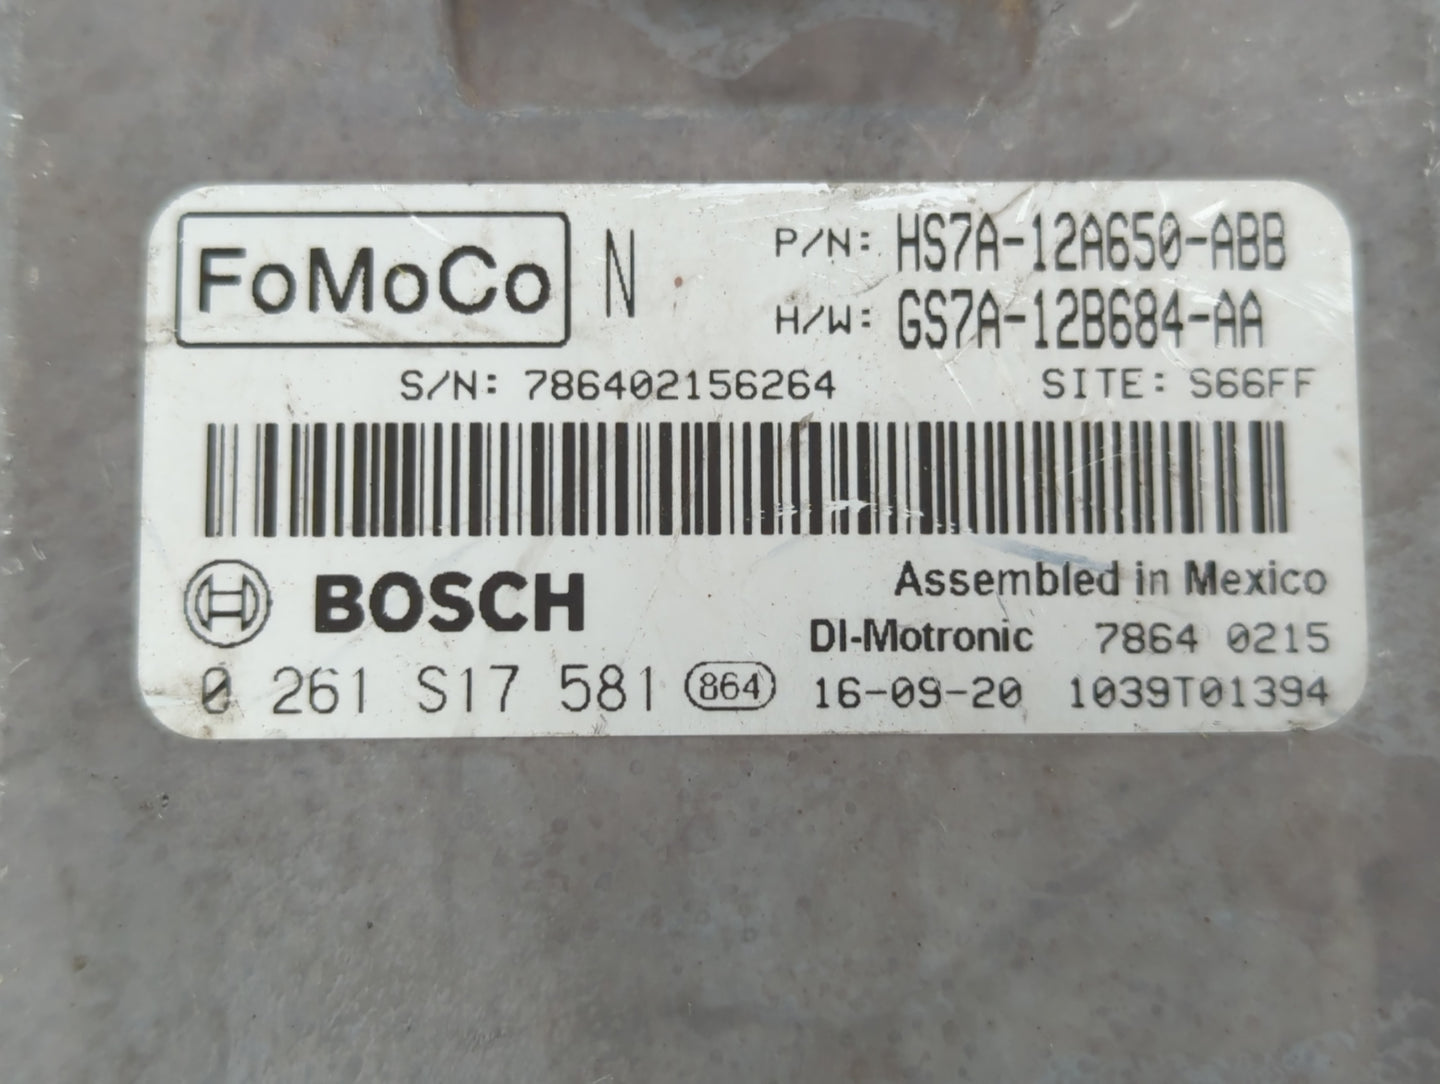 FoMoCo N P/N: HS7A-12A650-ABB
H/W: GS7A-12B684-AA
S/N: 786402156264 SITE: S66FF
BOSCH Assembled in Mexico
DI-Motronic 7864 0215
0 261 S17 581 864 16-09-20 1039T01394